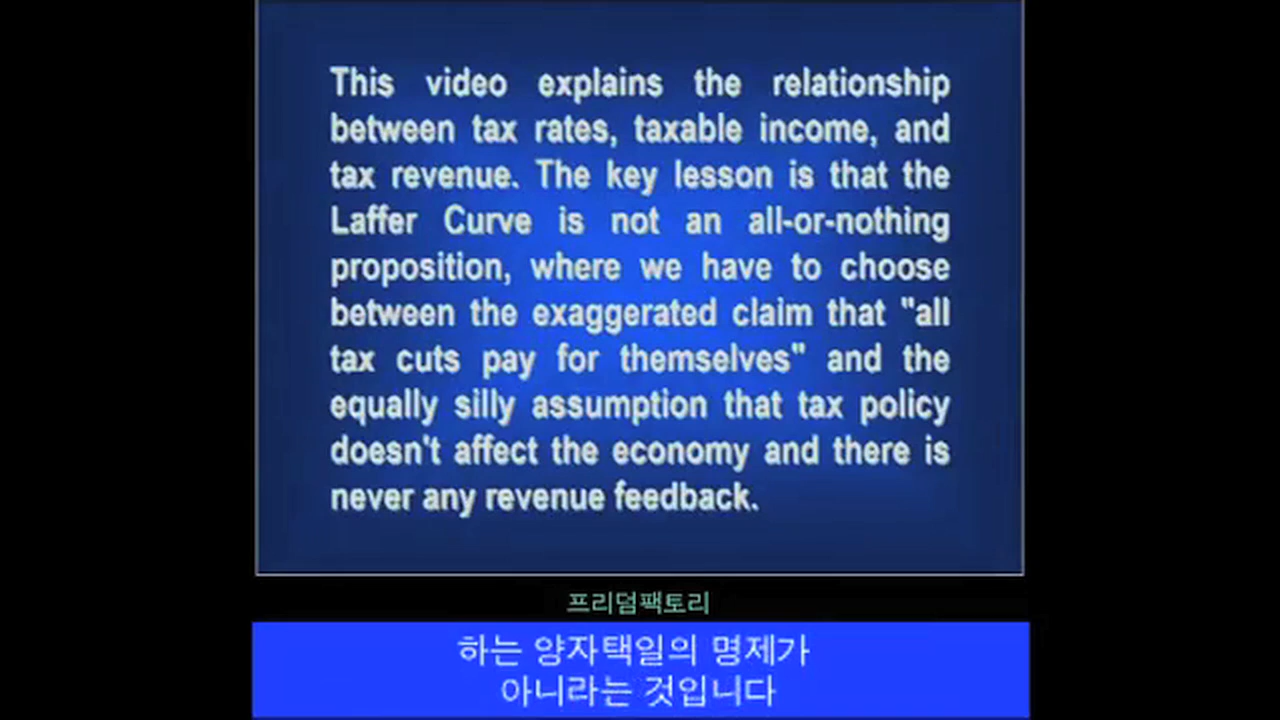 This video explains the relationship
between tax rates, taxable income, and
tax revenue. The key lesson is that the
Laffer Curve is not an all-or-nothing
proposition, where we have to choose
between the exaggerated claim that "all
tax cuts pay for themselves" and the
equally silly assumption that tax policy
doesn't affect the economy and there is
never any revenue feedback.
프리덤팩토리
하는 양자택일의 명제가
아니라는 것입니다